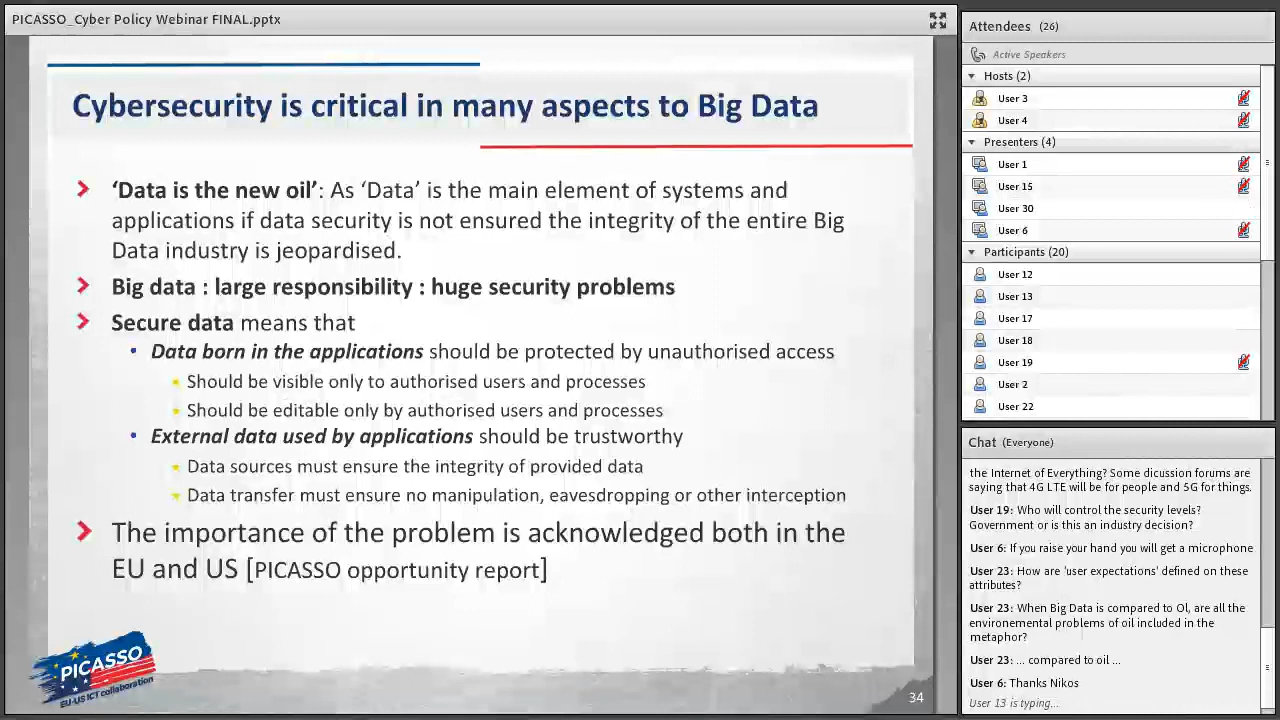 PICASSO_Cyber Policy Webinar FINAL.pptx
Cybersecurity is critical in many aspects to Big Data
‘Data is the new oil’: As ‘Data’ is the main element of systems and
applications if data security is not ensured the integrity of the entire Big
Data industry is jeopardised.
Big data : large responsibility : huge security problems
Secure data means that
Data born in the applications should be protected by unauthorised access
Should be visible only to authorised users and processes
Should be editable only by authorised users and processes
External data used by applications should be trustworthy
Data sources must ensure the integrity of provided data
Data transfer must ensure no manipulation, eavesdropping or other interception
The importance of the problem is acknowledged both in the
EU and US [PICASSO opportunity report]
PICASSO
EU-US ICT collaboration
34
Attendees (26)
Active Speakers
Hosts (2)
User 3
User 4
Presenters (4)
User 1
User 15
User 30
User 6
Participants (20)
User 12
User 13
User 17
User 18
User 19
User 2
User 22
Chat (Everyone)
the Internet of Everything? Some dicussion forums are
saying that 4G LTE will be for people and 5G for things.
User 19: Who will control the security levels?
Government or is this an industry decision?
User 6: If you raise your hand you will get a microphone
User 23: How are 'user expectations' defined on these
attributes?
User 23: When Big Data is compared to Ol, are all the
environemental problems of oil included in the
metaphor?
User 23: ... compared to oil ...
User 6: Thanks Nikos
User 13 is typing...